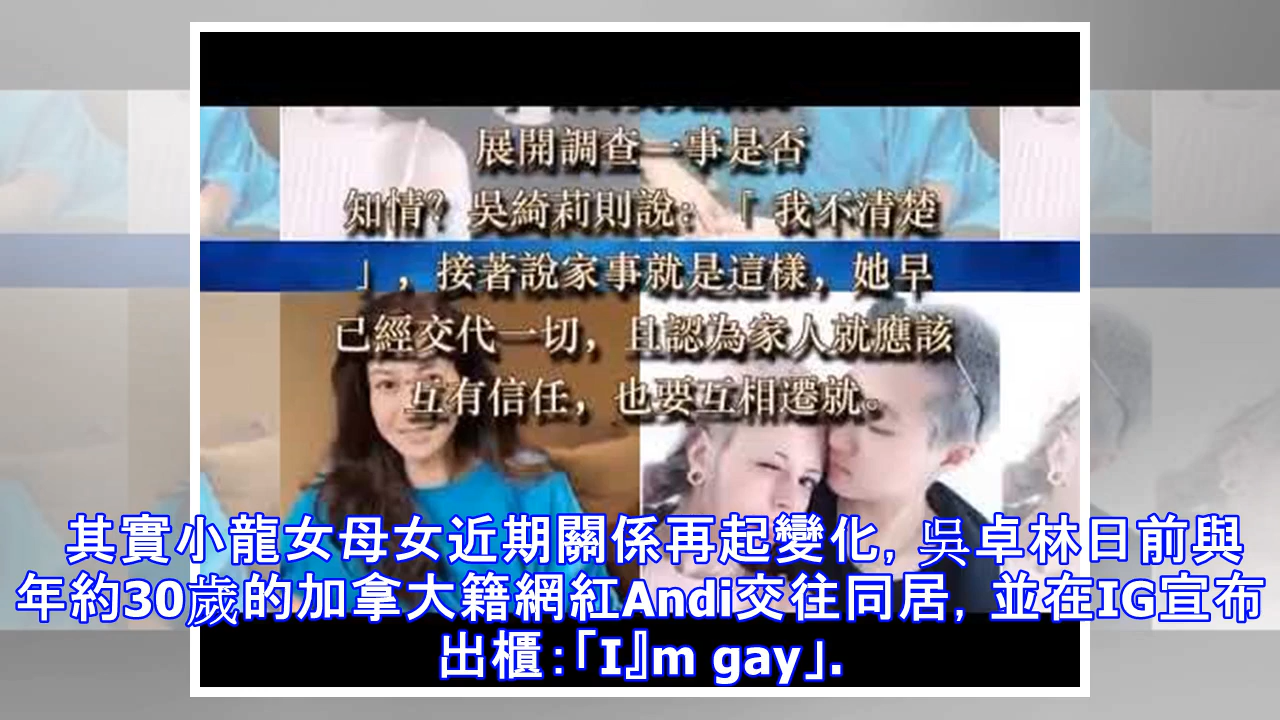 展開調查一事是否
知情？吳綺莉則說：「 我不清楚
」，接著說家事就是這樣，她早
已經交代一切，且認為家人就應該
互有信任，也要互相遷就。
其實小龍女母女近期關係再起變化, 吳卓林日前與
年約30歲的加拿大籍網紅Andi交往同居, 並在IG宣布
出櫃:「I』m gay」.